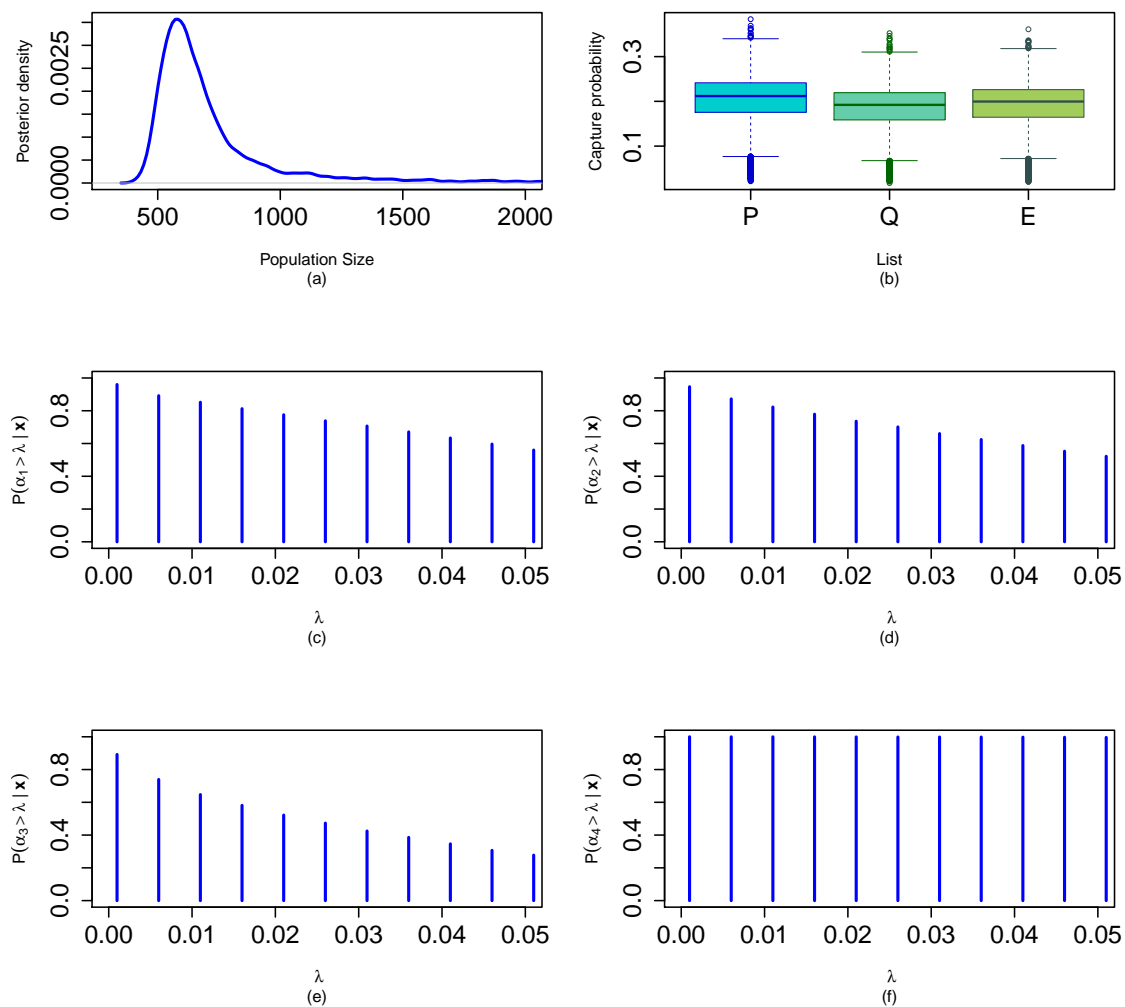 Posterior density
0.0000
0.0025
500 1000 1500 2000
Population Size
(a)
Capture probability
0.1
0.3
P Q E
List
(b)
P(α1 > λ | x)
0.0
0.4
0.8
0.00 0.01 0.02 0.03 0.04 0.05
λ
(c)
P(α2 > λ | x)
0.0
0.4
0.8
0.00 0.01 0.02 0.03 0.04 0.05
λ
(d)
P(α3 > λ | x)
0.0
0.4
0.8
0.00 0.01 0.02 0.03 0.04 0.05
λ
(e)
P(α4 > λ | x)
0.0
0.4
0.8
0.00 0.01 0.02 0.03 0.04 0.05
λ
(f)